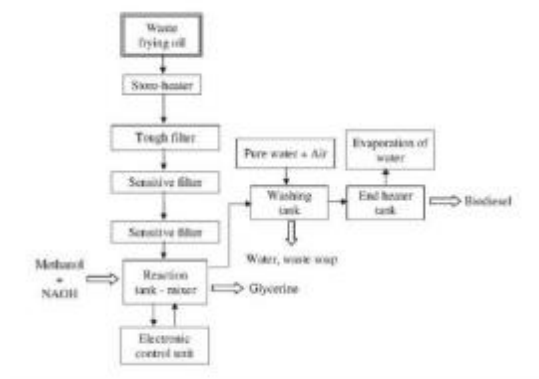 Waste
frying oil
Store-heater
Tough filter
Pure water + Air
Evaporation of
water
Sensitive filter
Washing
tank
End heater
tank
Biodiesel
Sensitive filter
Water, waste soap
Methanol
+
NAOH
Reaction
tank - mixer
Glycerine
Electronic
control unit